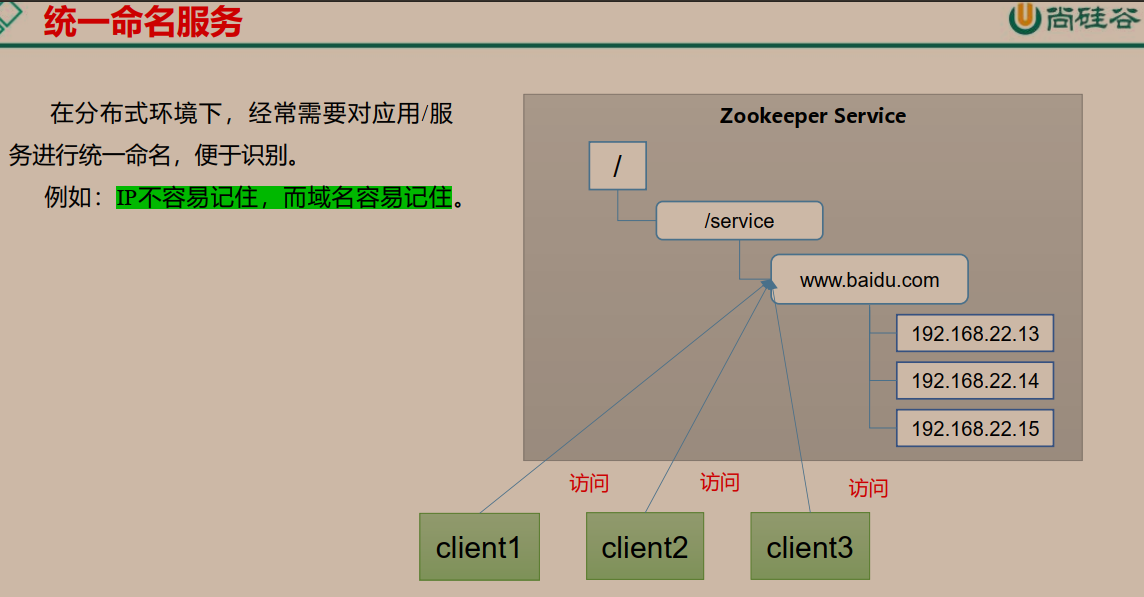 统一命名服务
尚硅谷
在分布式环境下，经常需要对应用/服
务进行统一命名，便于识别。
例如：IP不容易记住，而域名容易记住。
Zookeeper Service
/
/service
www.baidu.com
192.168.22.13
192.168.22.14
192.168.22.15
访问
访问
访问
client1
client2
client3